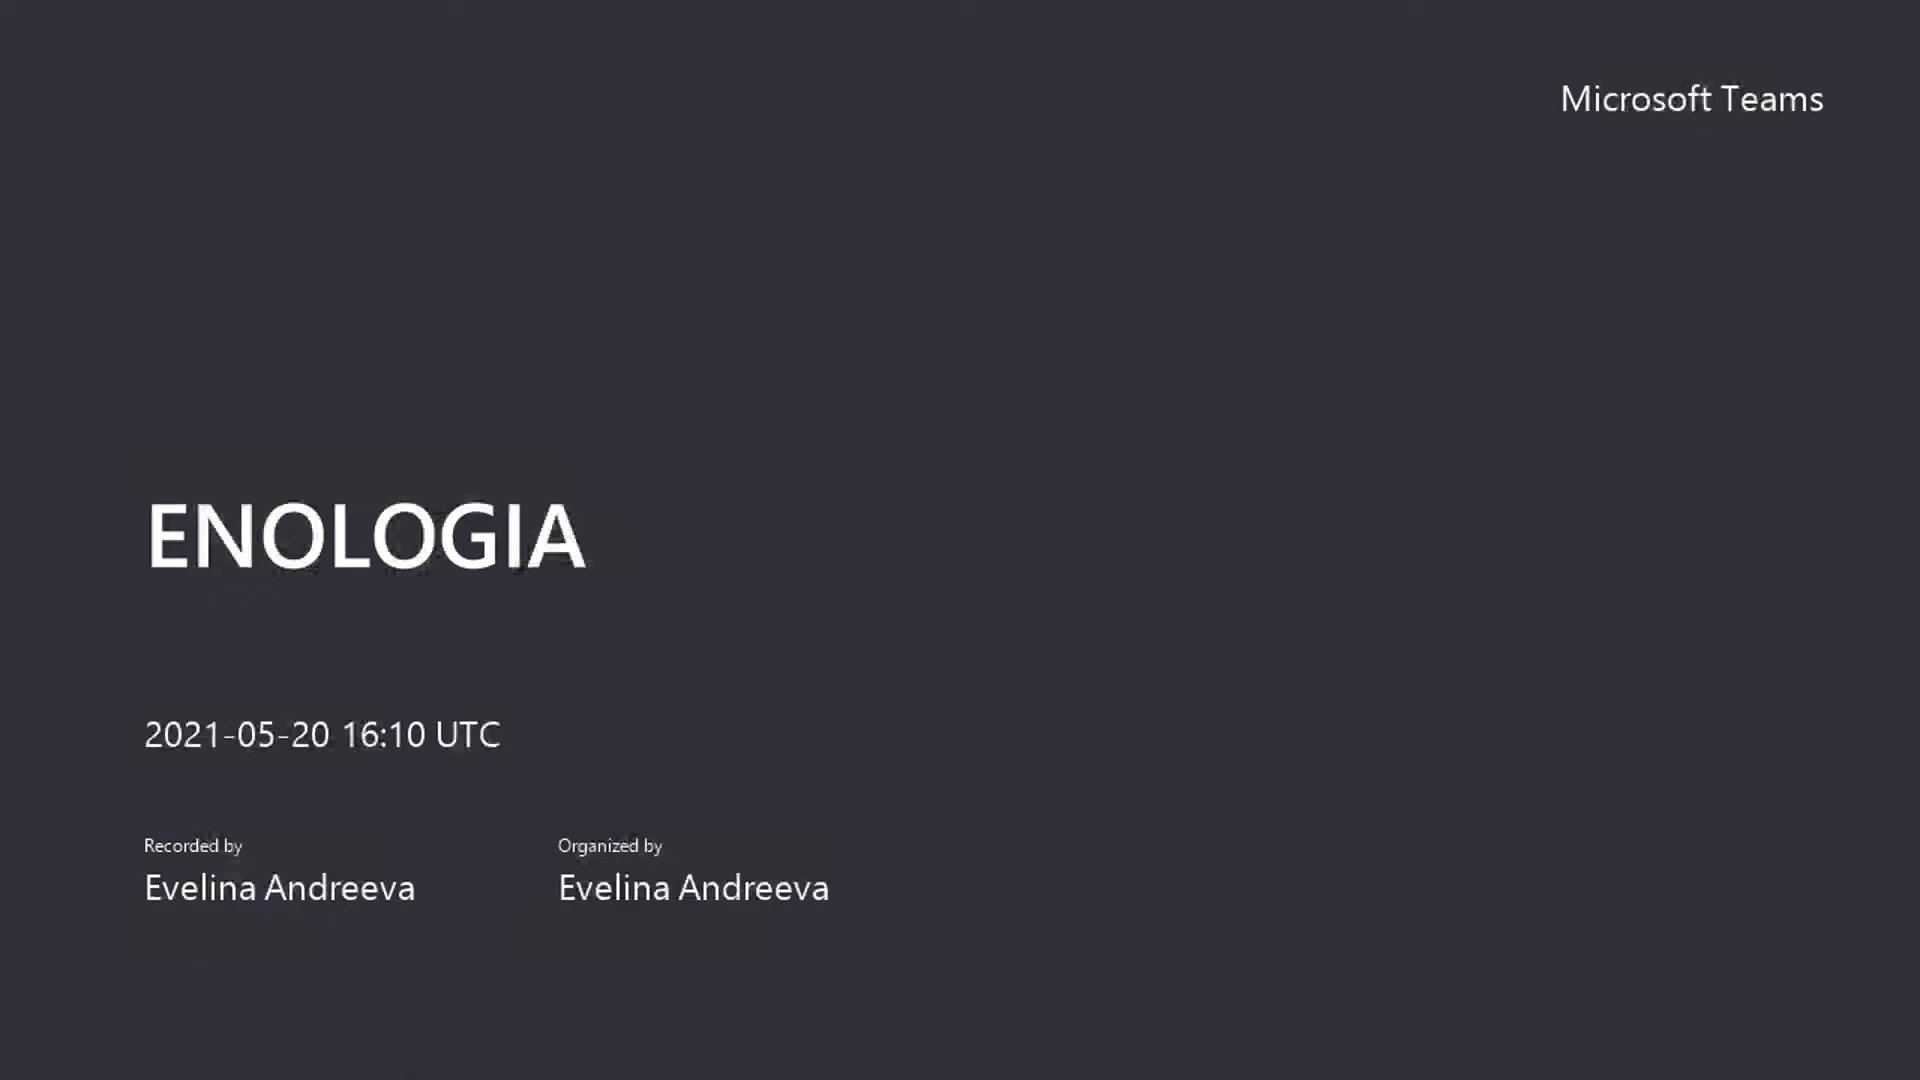 Microsoft Teams
ENOLOGIA
2021-05-20 16:10 UTC
Recorded by
Evelina Andreeva
Organized by
Evelina Andreeva